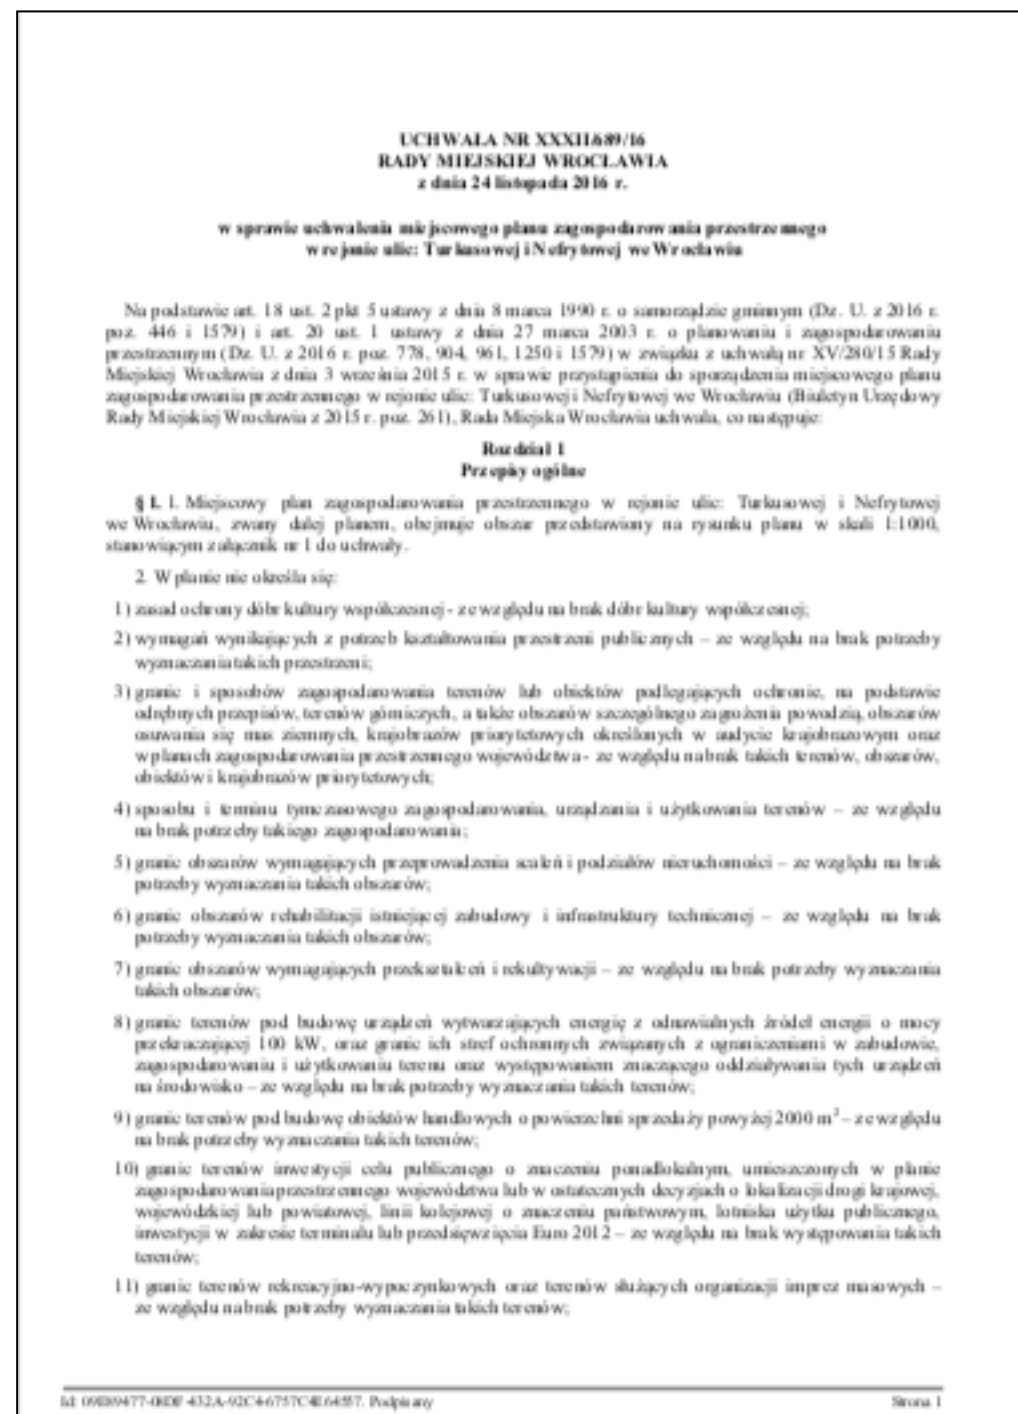 UCHWAŁA NR XXXII/689/16
RADY MIEJSKIEJ WROCŁAWIA
z dnia 24 listopada 2016 r.
w sprawie uchwalenia miejscowego planu zagospodarowania przestrzennego
w rejonie ulic: Turkusowej i Nefrytowej we Wrocławiu
Na podstawie art. 18 ust. 2 pkt 5 ustawy z dnia 8 marca 1990 r. o samorządzie gminnym (Dz. U. z 2016 r.
poz. 446 i 1579) i art. 20 ust. 1 ustawy z dnia 27 marca 2003 r. o planowaniu i zagospodarowaniu
przestrzennym (Dz. U. z 2016 r. poz. 778, 904, 961, 1250 i 1579) w związku z uchwałą nr XV/280/15 Rady
Miejskiej Wrocławia z dnia 3 września 2015 r. w sprawie przystąpienia do sporządzenia miejscowego planu
zagospodarowania przestrzennego w rejonie ulic: Turkusowej i Nefrytowej we Wrocławiu (Biuletyn Urzędowy
Rady Miejskiej Wrocławia z 2015 r. poz. 261), Rada Miejska Wrocławia uchwala, co następuje:
Rozdział 1
Przepisy ogólne
§ 1. 1. Miejscowy plan zagospodarowania przestrzennego w rejonie ulic: Turkusowej i Nefrytowej
we Wrocławiu, zwany dalej planem, obejmuje obszar przedstawiony na rysunku planu w skali 1:1000,
stanowiącym załącznik nr 1 do uchwały.
2. W planie nie określa się:
1) zasad ochrony dóbr kultury współczesnej - ze względu na brak dóbr kultury współczesnej;
2) wymagań wynikających z potrzeb kształtowania przestrzeni publicznych – ze względu na brak potrzeby
wyznaczania takich przestrzeni;
3) granic i sposobów zagospodarowania terenów lub obiektów podlegających ochronie, na podstawie
odrębnych przepisów, terenów górniczych, a także obszarów szczególnego zagrożenia powodzią, obszarów
osuwania się mas ziemnych, krajobrazów priorytetowych określonych w audycie krajobrazowym oraz
w planach zagospodarowania przestrzennego województwa - ze względu na brak takich terenów, obszarów,
obiektów i krajobrazów priorytetowych;
4) sposobu i terminu tymczasowego zagospodarowania, urządzania i użytkowania terenów – ze względu
na brak potrzeby takiego zagospodarowania;
5) granic obszarów wymagających przeprowadzenia scaleń i podziałów nieruchomości – ze względu na brak
potrzeby wyznaczania takich obszarów;
6) granic obszarów rehabilitacji istniejącej zabudowy i infrastruktury technicznej – ze względu na brak
potrzeby wyznaczania takich obszarów;
7) granic obszarów wymagających przekształceń i rekultywacji – ze względu na brak potrzeby wyznaczania
takich obszarów;
8) granic terenów pod budowę urządzeń wytwarzających energię z odnawialnych źródeł energii o mocy
przekraczającej 100 kW, oraz granic ich stref ochronnych związanych z ograniczeniami w zabudowie,
zagospodarowaniu i użytkowaniu terenu oraz występowaniem znaczącego oddziaływania tych urządzeń
na środowisko – ze względu na brak potrzeby wyznaczania takich terenów;
9) granic terenów pod budowę obiektów handlowych o powierzchni sprzedaży powyżej 2000 m² – ze względu
na brak potrzeby wyznaczania takich terenów;
10) granic terenów inwestycji celu publicznego o znaczeniu ponadlokalnym, umieszczonych w planie
zagospodarowania przestrzennego województwa lub w ostatecznych decyzjach o lokalizacji drogi krajowej,
wojewódzkiej lub powiatowej, linii kolejowej o znaczeniu państwowym, lotniska użytku publicznego,
inwestycji w zakresie terminalu lub przedsięwzięcia Euro 2012 – ze względu na brak występowania takich
terenów;
11) granic terenów rekreacyjno-wypoczynkowych oraz terenów służących organizacji imprez masowych –
ze względu na brak potrzeby wyznaczania takich terenów;
Id: Podpisany
Strona 1